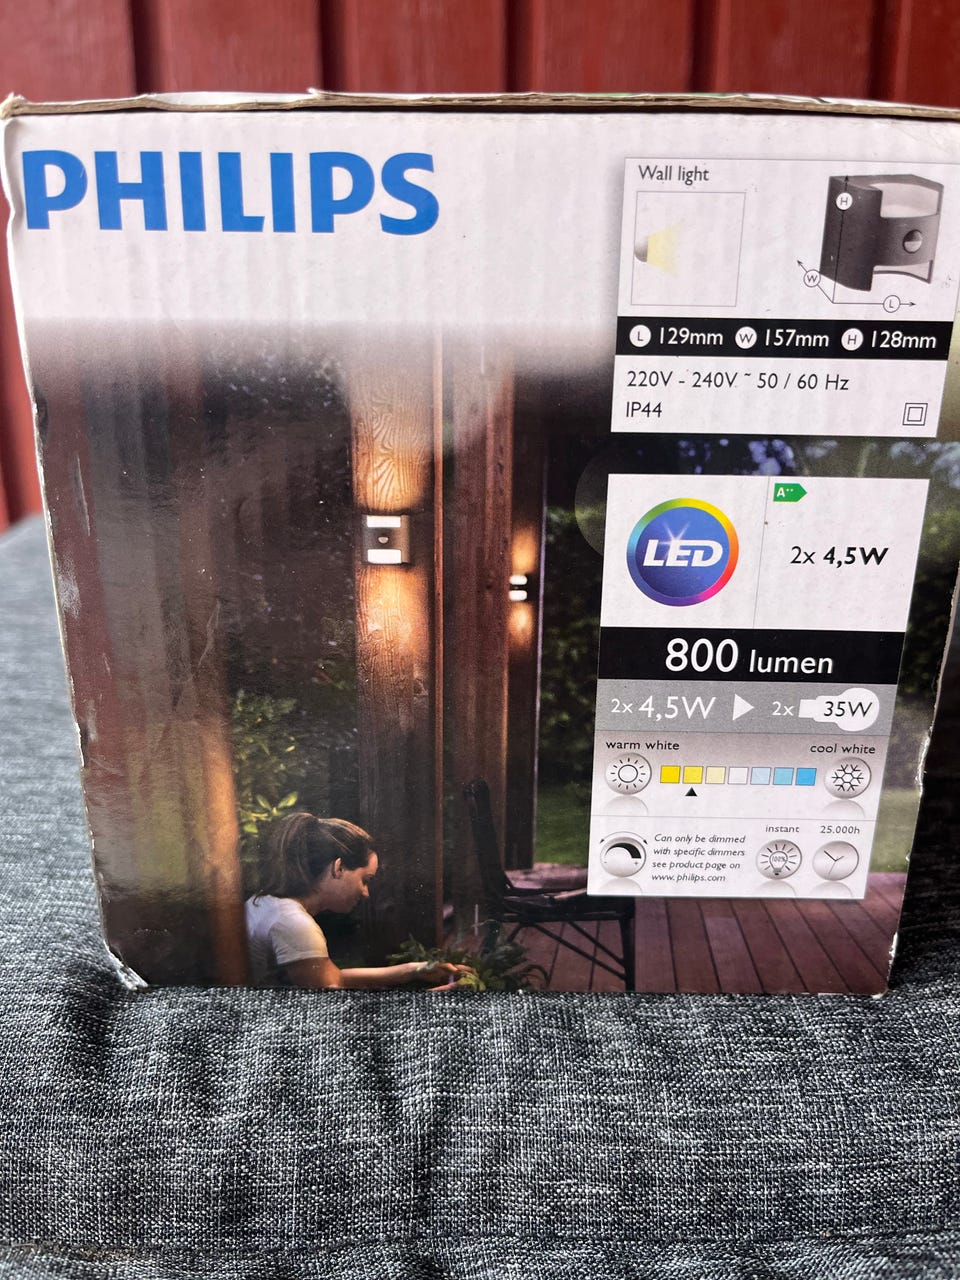 PHILIPS
Wall light
H
W
L
L 129mm W 157mm H 128mm
220V - 240V ~ 50 / 60 Hz
IP44
A++
LED
2x 4,5W
800 lumen
2x 4,5W 2x 35W
warm white cool white
instant 25.000h
Can only be dimmed
with specific dimmers
see product page on
www.philips.com
100%